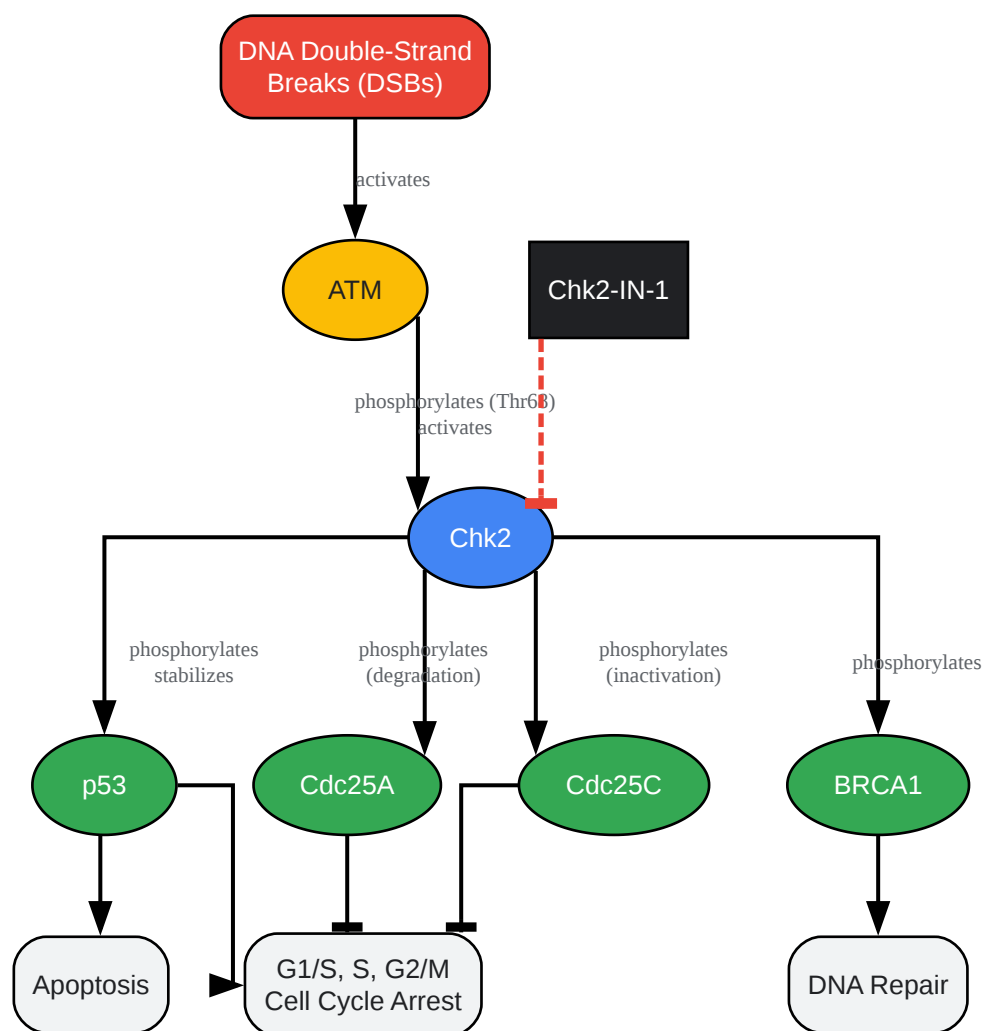 DNA Double-Strand
Breaks (DSBs)
activates
ATM
Chk2-IN-1
phosphorylates (Thr68)
activates
Chk2
phosphorylates
stabilizes
phosphorylates
(degradation)
phosphorylates
(inactivation)
phosphorylates
p53
Cdc25A
Cdc25C
BRCA1
Apoptosis
G1/S, S, G2/M
Cell Cycle Arrest
DNA Repair